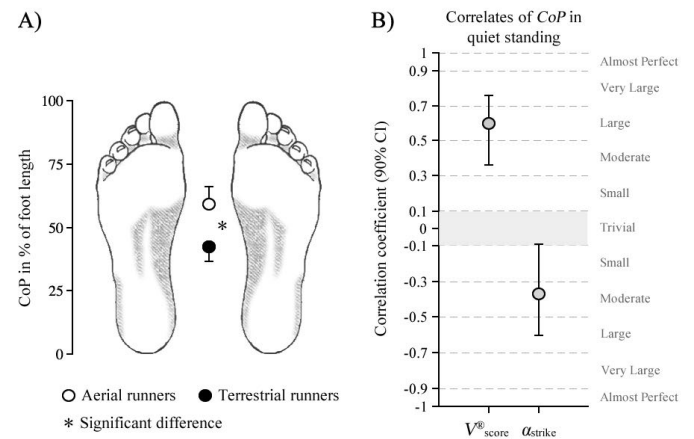 A)
CoP in % of foot length
100
75
50
25
0
*
Aerial runners
Terrestrial runners
* Significant difference
B)
Correlates of CoP in
quiet standing
Correlation coefficient (90% CI)
1
0.9
0.7
0.5
0.3
0.1
0
-0.1
-0.3
-0.5
-0.7
-0.9
-1
Almost Perfect
Very Large
Large
Moderate
Small
Trivial
Small
Moderate
Large
Very Large
Almost Perfect
V®score
αstrike